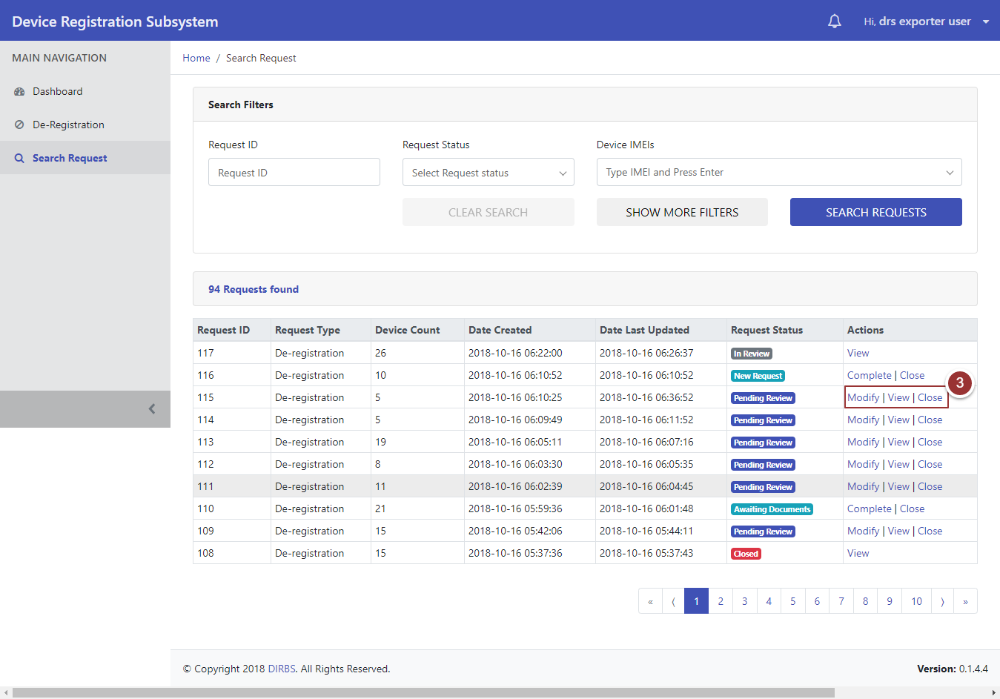 Device Registration Subsystem
Hi, drs exporter user
MAIN NAVIGATION
Dashboard
De-Registration
Search Request
Home / Search Request
Search Filters
Request ID Request Status Device IMEIs
Request ID Select Request status Type IMEI and Press Enter
CLEAR SEARCH SHOW MORE FILTERS SEARCH REQUESTS
94 Requests found
Request ID Request Type Device Count Date Created Date Last Updated Request Status Actions
117 De-registration 26 2018-10-16 06:22:00 2018-10-16 06:26:37 In Review View
116 De-registration 10 2018-10-16 06:10:52 2018-10-16 06:10:52 New Request Complete | Close
3
115 De-registration 5 2018-10-16 06:10:25 2018-10-16 06:36:52 Pending Review Modify | View | Close
114 De-registration 5 2018-10-16 06:09:49 2018-10-16 06:11:52 Pending Review Modify | View | Close
113 De-registration 19 2018-10-16 06:05:11 2018-10-16 06:07:16 Pending Review Modify | View | Close
112 De-registration 8 2018-10-16 06:03:30 2018-10-16 06:05:35 Pending Review Modify | View | Close
111 De-registration 11 2018-10-16 06:02:39 2018-10-16 06:04:45 Pending Review Modify | View | Close
110 De-registration 21 2018-10-16 05:59:36 2018-10-16 06:01:48 Awaiting Documents Complete | Close
109 De-registration 15 2018-10-16 05:42:06 2018-10-16 05:44:11 Pending Review Modify | View | Close
108 De-registration 15 2018-10-16 05:37:36 2018-10-16 05:37:43 Closed View
« ⟨ 1 2 3 4 5 6 7 8 9 10 ⟩ »
© Copyright 2018 DIRBS. All Rights Reserved.
Version: 0.1.4.4